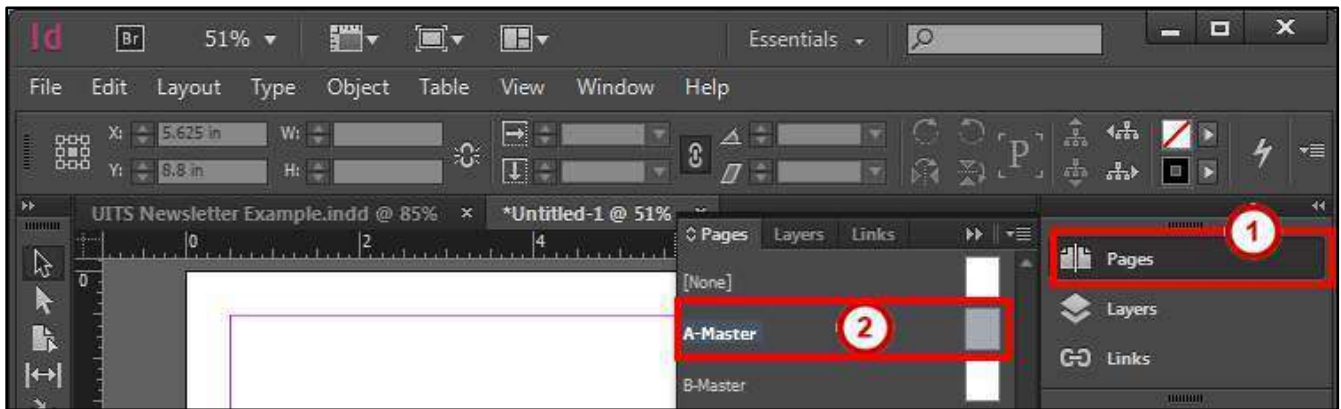 Id Br 51% Essentials
File Edit Layout Type Object Table View Window Help
X: 5.625 in W:
Y: 8.8 in H:
P
UITS Newsletter Example.indd @ 85% × *Untitled-1 @ 51% ×
0 2 4
0
Pages Layers Links
[None]
A-Master
2
B-Master
1
Pages
Layers
Links